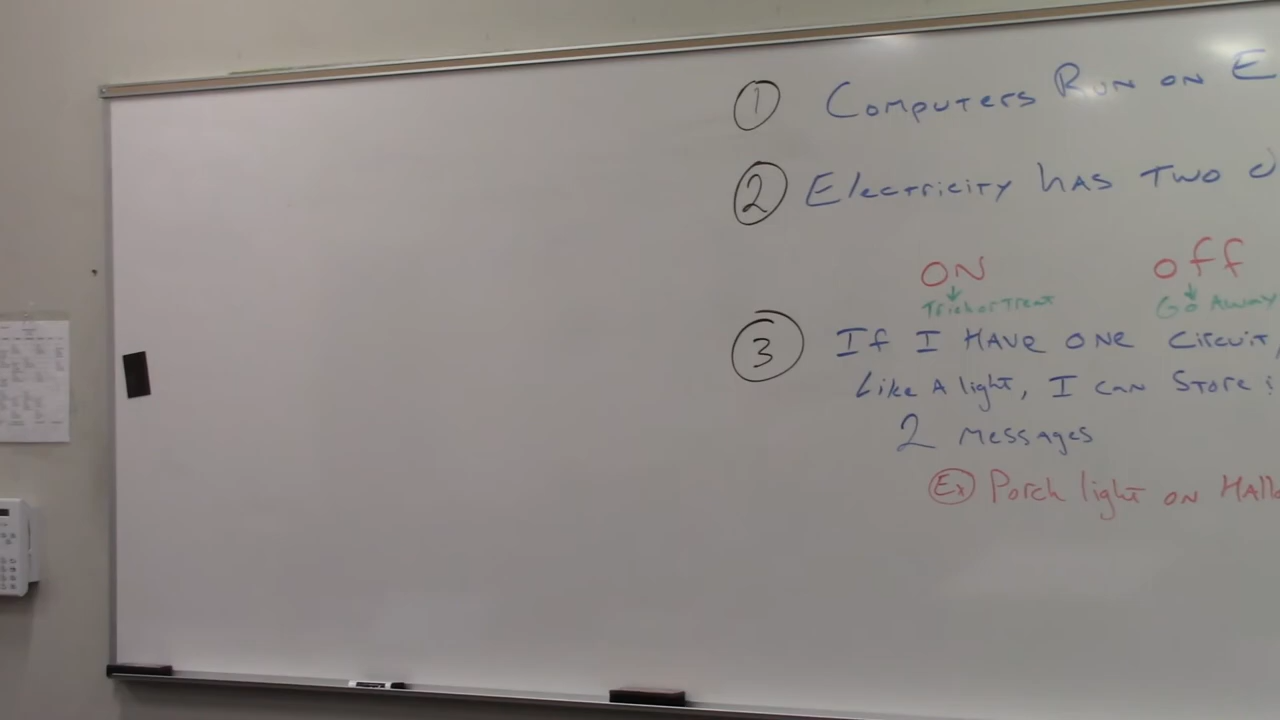 1 Computers Run on E
2 Electricity has two
on off
Trick or Treat Go Away
3 If I Have one circuit,
Like A light, I can store
2 messages
Ex Porch light on Hall